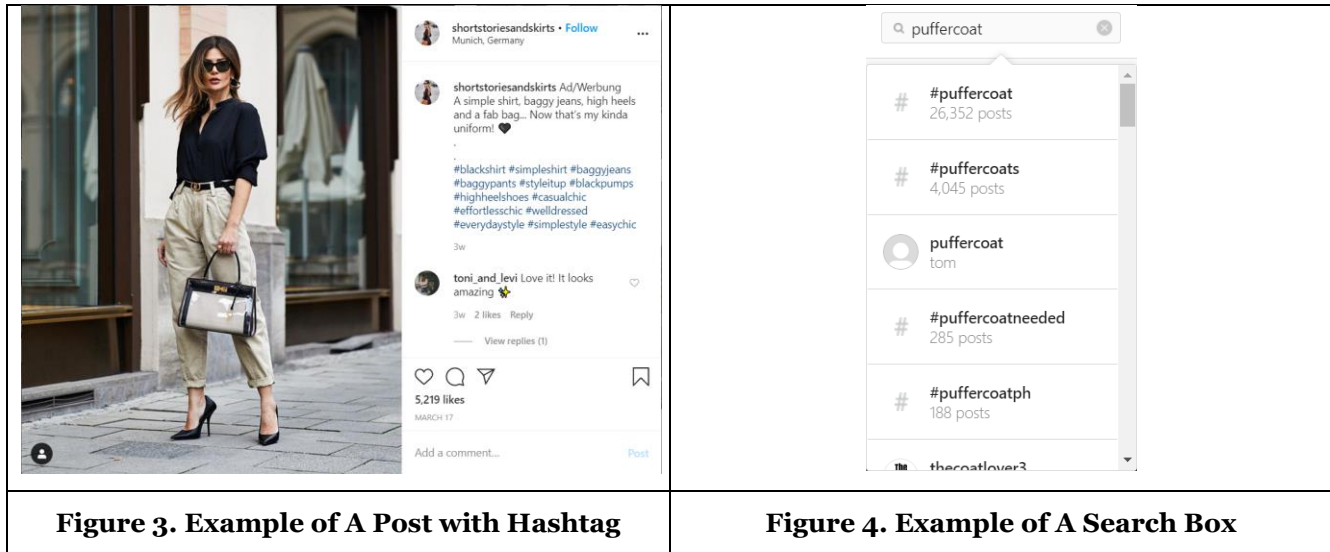 shortstoriesandskirts • Follow
Munich, Germany
shortstoriesandskirts Ad/Werbung
A simple shirt, baggy jeans, high heels
and a fab bag... Now that's my kinda
uniform! 🖤
.
.
#blackshirt #simpleshirt #baggyjeans
#baggypants #styleitup #blackpumps
#highheelshoes #casualchic
#effortlesschic #welldressed
#everydaystyle #simplestyle #easychic
3w
toni_and_levi Love it! It looks
amazing ✨
3w 2 likes Reply
View replies (1)
5,219 likes
MARCH 17
Add a comment... Post
Figure 3. Example of A Post with Hashtag
puffercoat
#puffercoat
26,352 posts
#puffercoats
4,045 posts
puffercoat
tom
#puffercoatneeded
285 posts
#puffercoatph
188 posts
thecoatlover3
Figure 4. Example of A Search Box